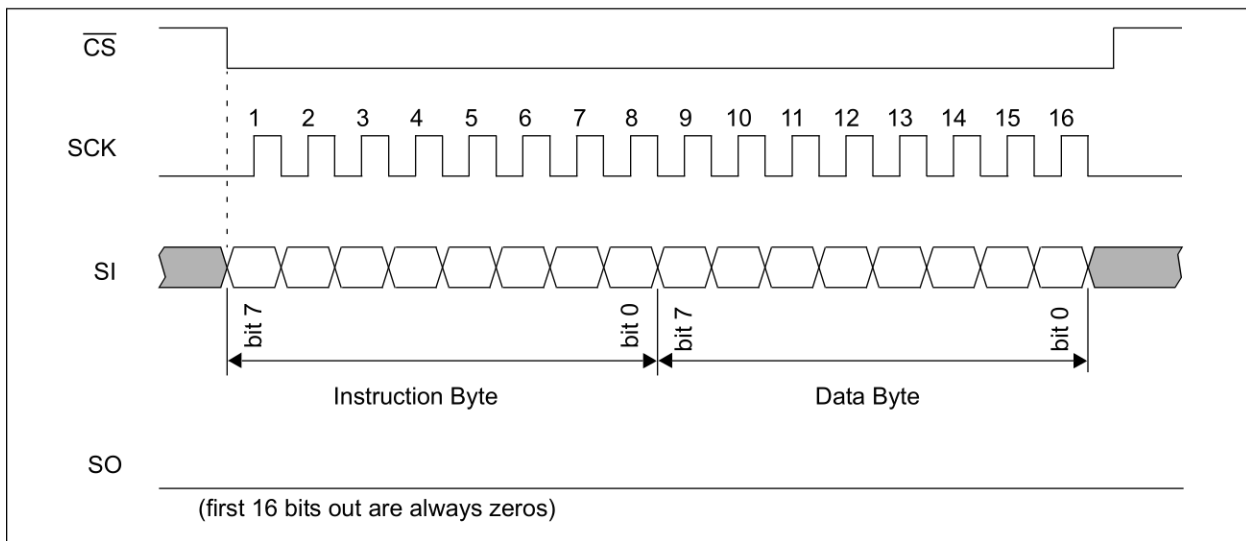 CS
1 2 3 4 5 6 7 8 9 10 11 12 13 14 15 16
SCK
SI
bit 7 bit 0 bit 7 bit 0
Instruction Byte Data Byte
SO
(first 16 bits out are always zeros)